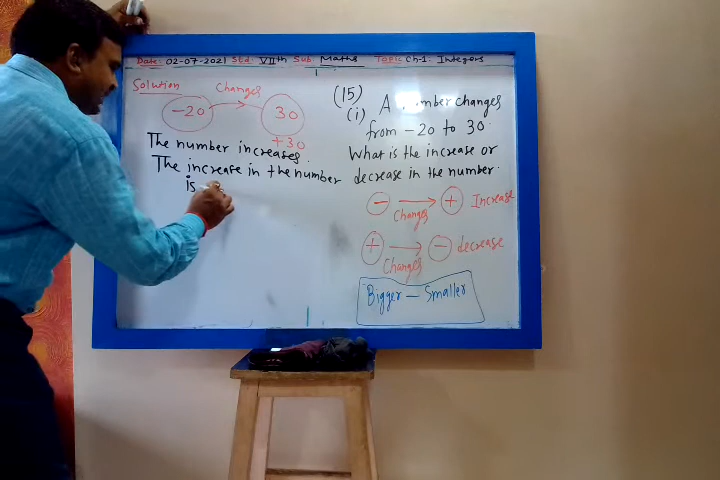 Date: 02-07-2021 Std: VIIth Sub Maths Topic Ch-1: Integers
Solution
-20 Changes 30
+30
The number increases.
The increase in the number
is
(15)
(i) A number changes
from -20 to 30.
What is the increase or
decrease in the number.
- Changes + Increase
+ Changes - decrease
Bigger - Smaller